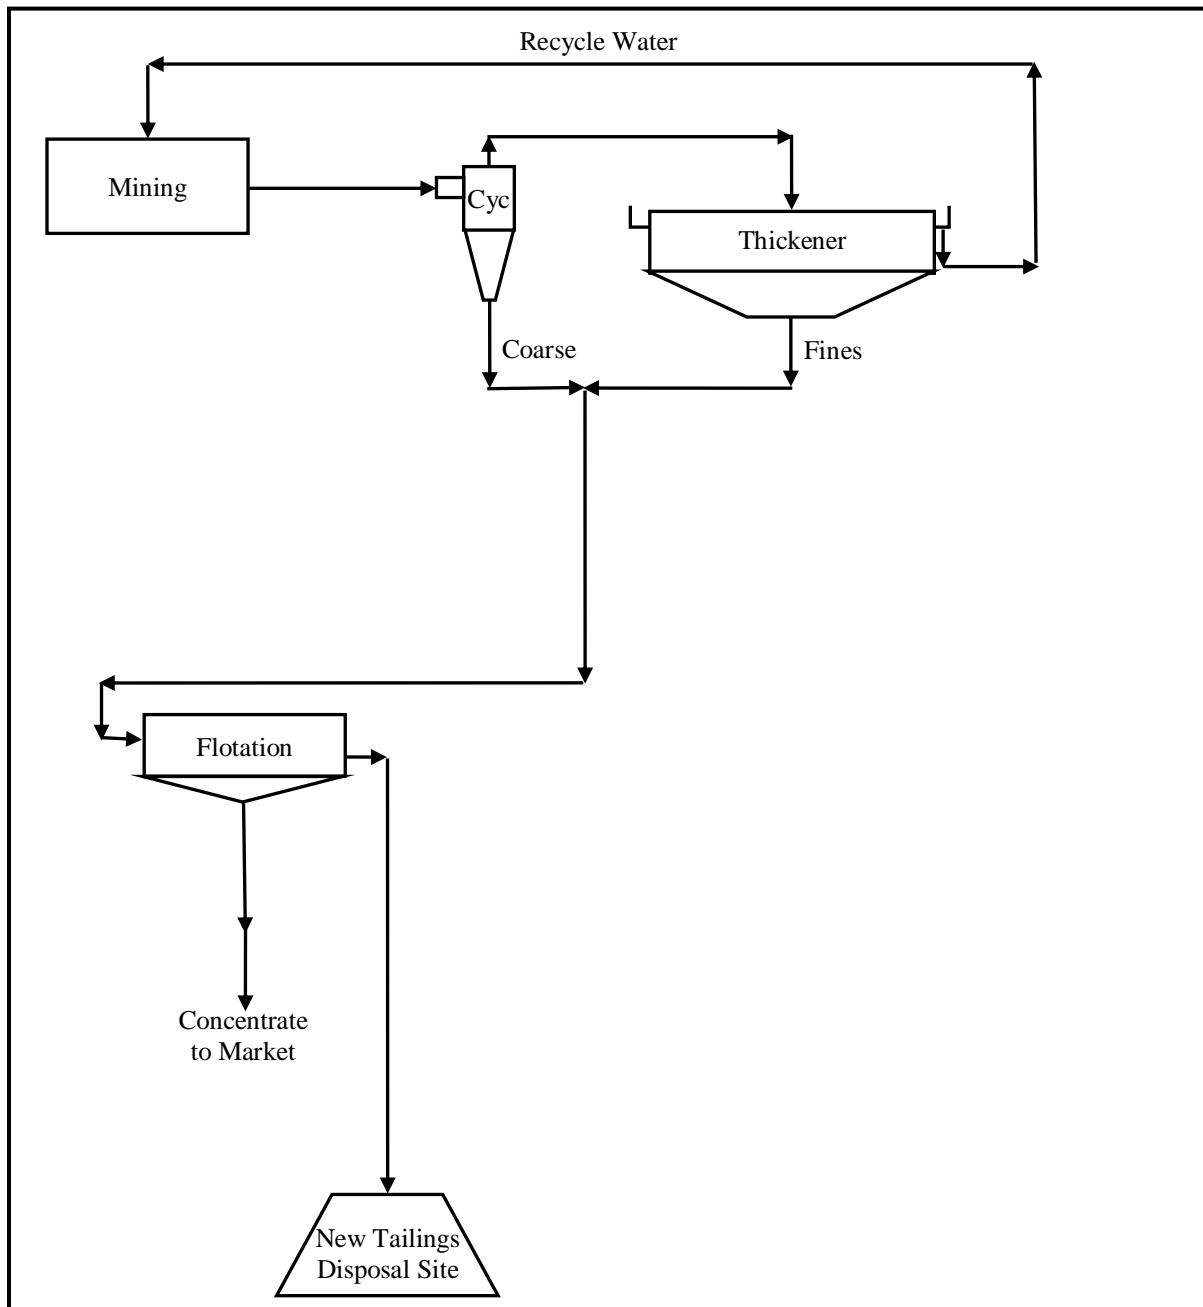 Recycle Water
Mining
Cyc
Thickener
Coarse
Fines
Flotation
Concentrate
to Market
New Tailings
Disposal Site